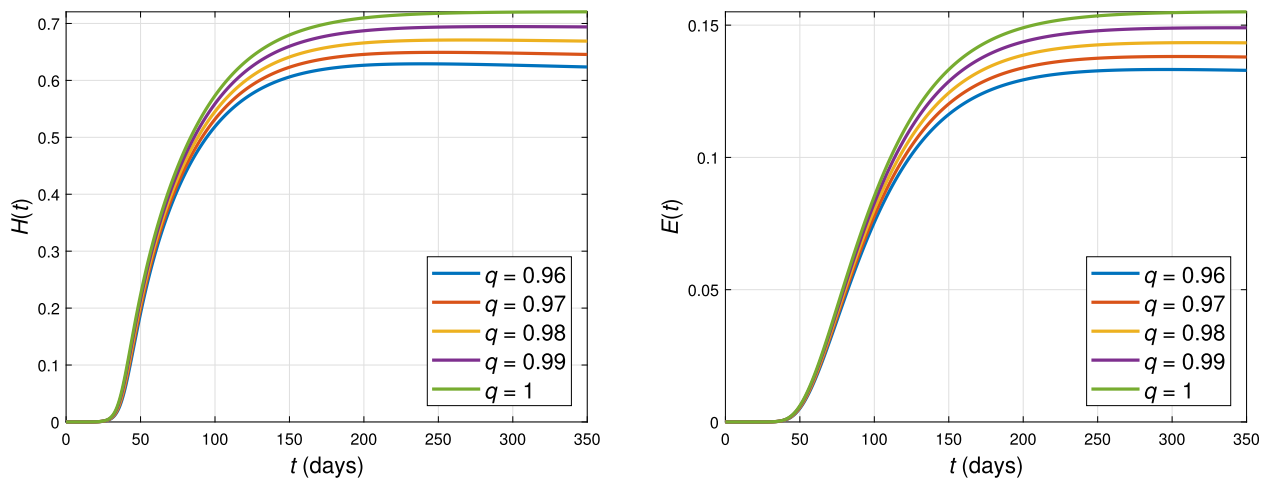 0.7
0.6
0.5
0.4
0.3
0.2
0.1
0
H(t)
0 50 100 150 200 250 300 350
t (days)
q = 0.96
q = 0.97
q = 0.98
q = 0.99
q = 1
0.15
0.1
0.05
0
E(t)
0 50 100 150 200 250 300 350
t (days)
q = 0.96
q = 0.97
q = 0.98
q = 0.99
q = 1